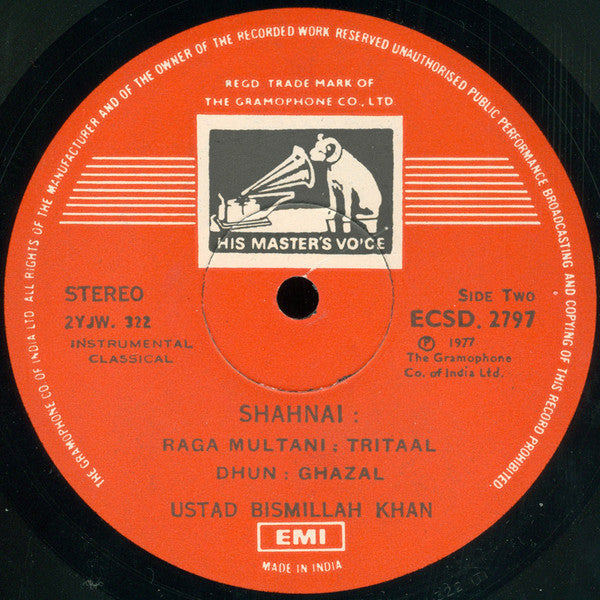 THE GRAMOPHONE CO OF INDIA LTD. ALL RIGHTS OF THE MANUFACTURER AND OF THE OWNER OF THE RECORDED WORK RESERVED UNAUTHORISED PUBLIC PERFORMANCE BROADCASTING AND COPYING OF THIS RECORD PROHIBITED.
REGD TRADE MARK OF
THE GRAMOPHONE CO., LTD.
HIS MASTER'S VOICE
STEREO
2YJW. 322
INSTRUMENTAL
CLASSICAL
SIDE TWO
ECSD. 2797
℗ 1977
The Gramophone
Co. of India Ltd.
SHAHNAI :
RAGA MULTANI : TRITAAL
DHUN : GHAZAL
USTAD BISMILLAH KHAN
EMI
MADE IN INDIA